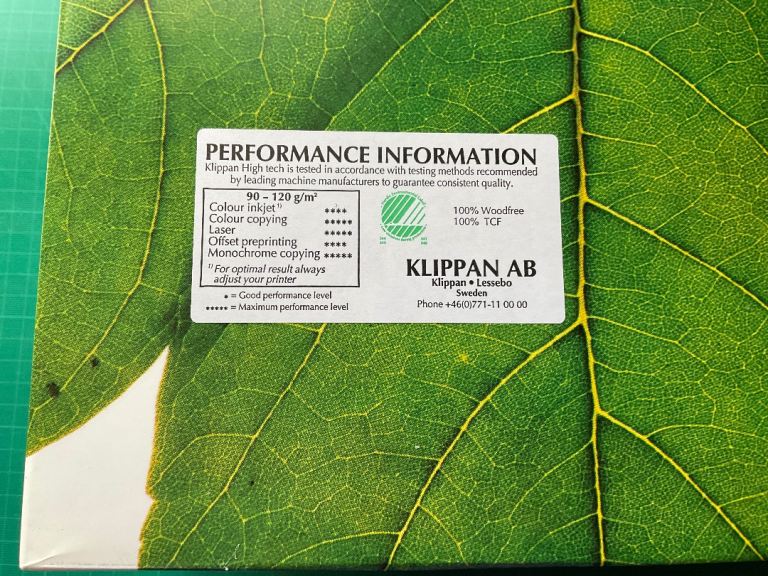 PERFORMANCE INFORMATION
Klippan High tech is tested in accordance with testing methods recommended
by leading machine manufacturers to guarantee consistent quality.
90 – 120 g/m²
Colour inkjet¹⁾ ****
Colour copying *****
Laser *****
Offset preprinting ****
Monochrome copying *****
¹⁾ For optimal result always
adjust your printer
* = Good performance level
***** = Maximum performance level
100% Woodfree
100% TCF
KLIPPAN AB
Klippan • Lessebo
Sweden
Phone +46(0)771-11 00 00